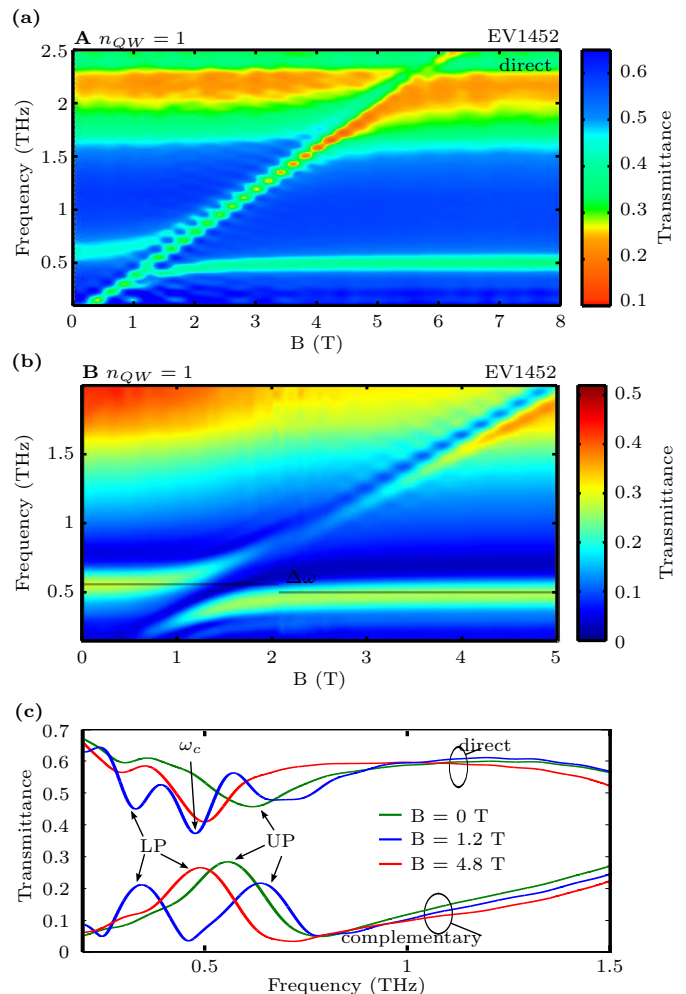 (a)
A n_QW = 1 EV1452
direct
Frequency (THz)
2.5
2
1.5
1
0.5
0 1 2 3 4 5 6 7 8
B (T)
0.6
0.5
0.4
0.3
0.2
0.1
Transmittance
(b)
B n_QW = 1 EV1452
Frequency (THz)
1.5
1
0.5
Δω
0 1 2 3 4 5
B (T)
0.5
0.4
0.3
0.2
0.1
0
Transmittance
(c)
Transmittance
0.7
0.6
0.5
0.4
0.3
0.2
0.1
0
ω_c
direct
LP
UP
B = 0 T
B = 1.2 T
B = 4.8 T
complementary
0.5 1 1.5
Frequency (THz)